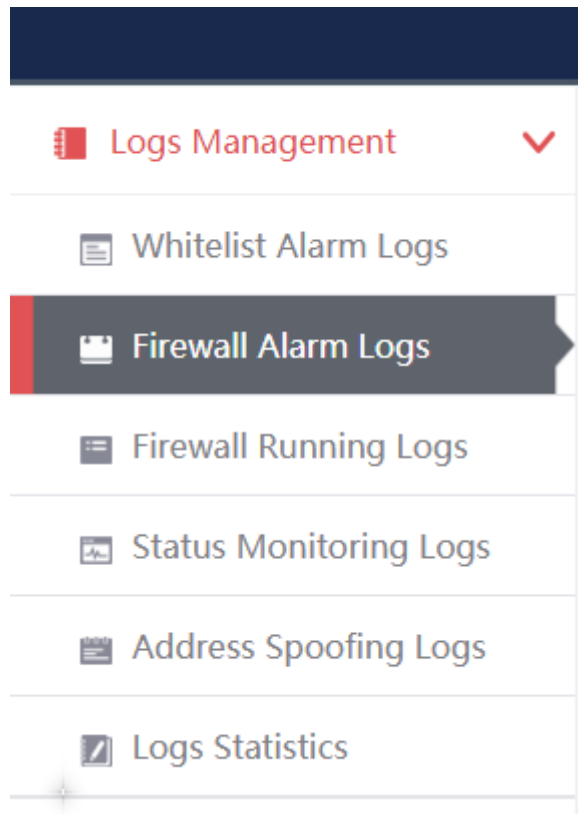 Logs Management
Whitelist Alarm Logs
Firewall Alarm Logs
Firewall Running Logs
Status Monitoring Logs
Address Spoofing Logs
Logs Statistics